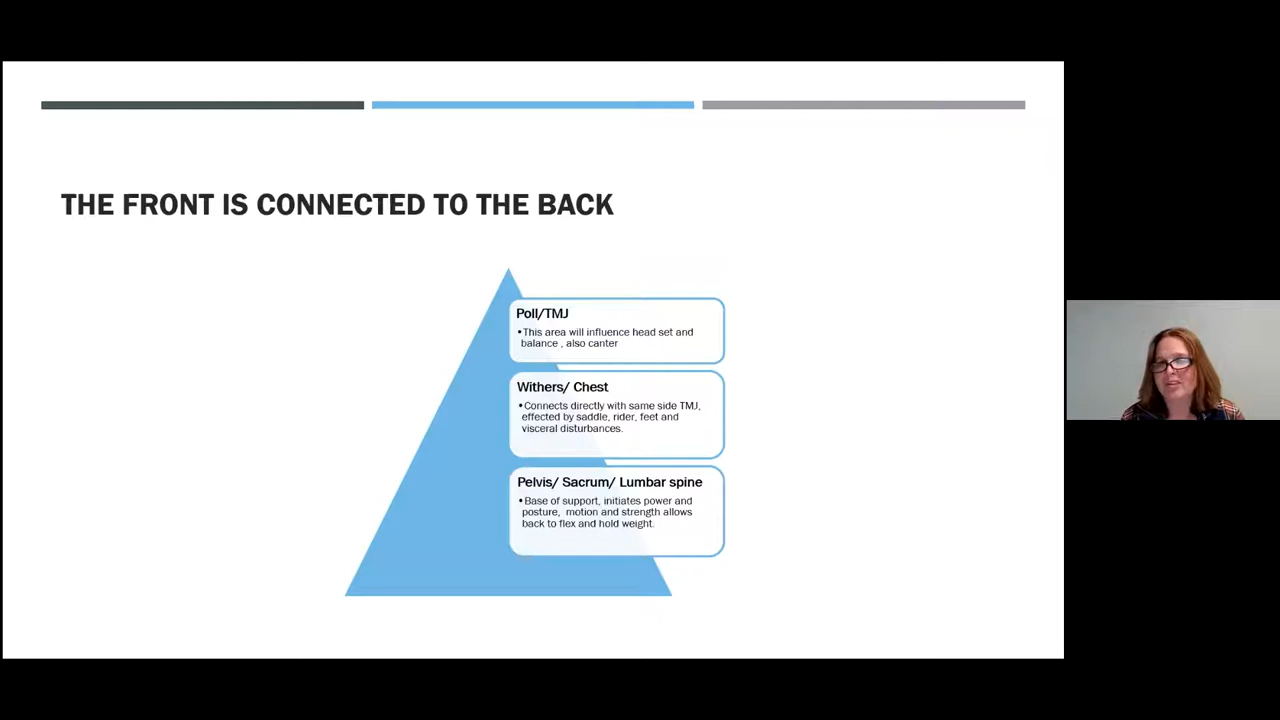 THE FRONT IS CONNECTED TO THE BACK
Poll/TMJ
•This area will influence head set and
balance , also canter
Withers/ Chest
•Connects directly with same side TMJ,
effected by saddle, rider, feet and
visceral disturbances.
Pelvis/ Sacrum/ Lumbar spine
•Base of support, initiates power and
posture, motion and strength allows
back to flex and hold weight.